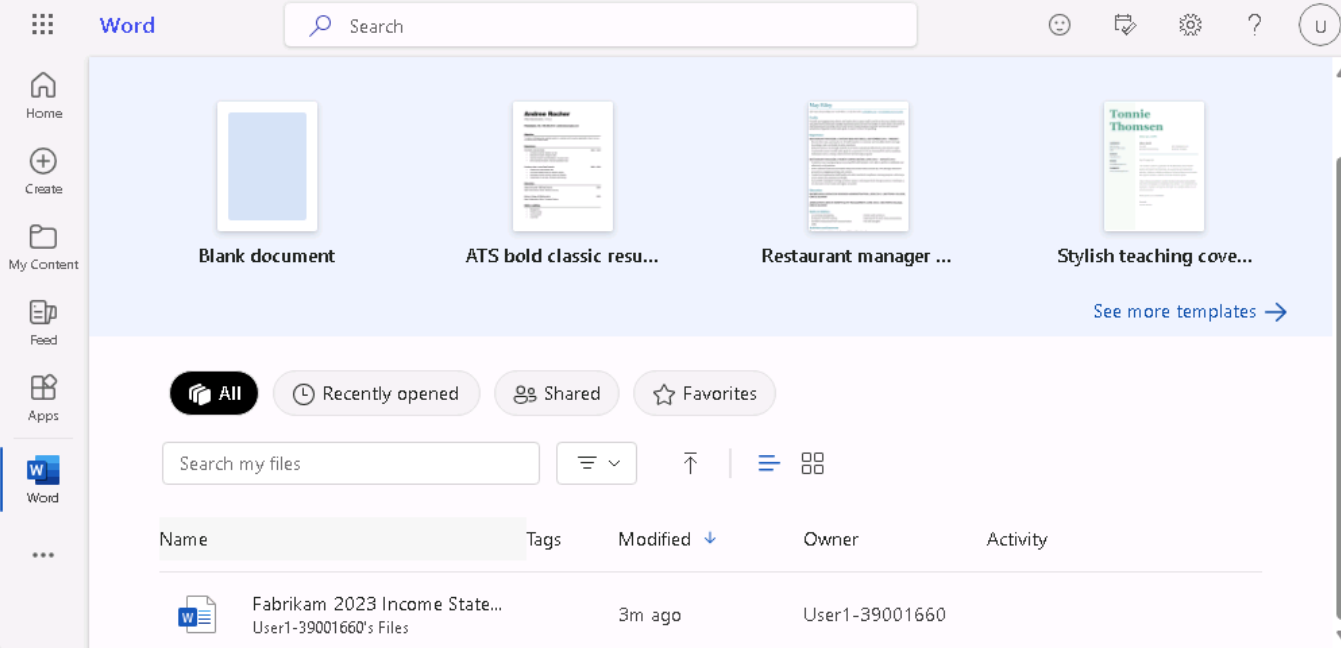 Word
Search
U
Home
Create
My Content
Feed
Apps
Word
Andree Rocher
May Riley
Tonnie
Thomsen
Blank document
ATS bold classic resu...
Restaurant manager ...
Stylish teaching cove...
See more templates
All
Recently opened
Shared
Favorites
Search my files
Name Tags Modified Owner Activity
Fabrikam 2023 Income State... 3m ago User1-39001660
User1-39001660's Files